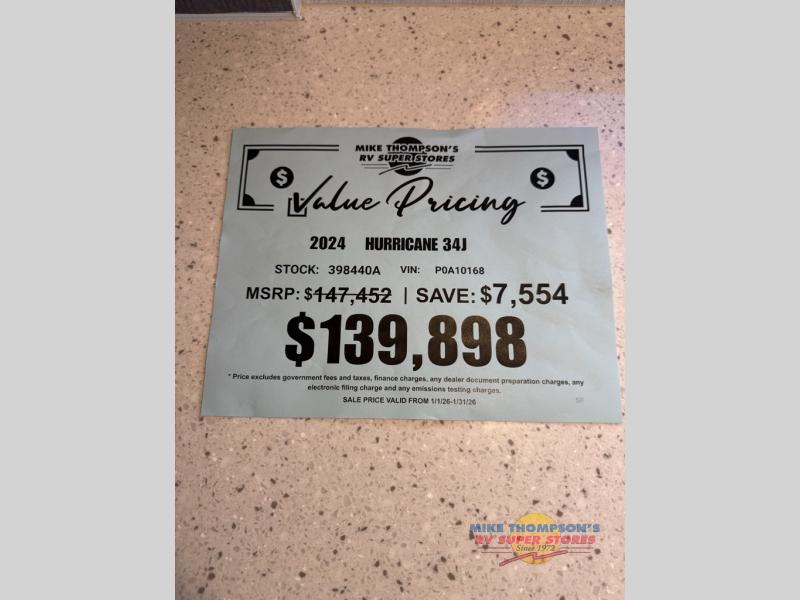 MIKE THOMPSON'S
RV SUPER STORES
$ $
Value Pricing
2024 HURRICANE 34J
STOCK: 398440A VIN: P0A10168
MSRP: $147,452 | SAVE: $7,554
$139,898
* Price excludes government fees and taxes, finance charges, any dealer document preparation charges, any
electronic filing charge and any emissions testing charges.
SALE PRICE VALID FROM 1/1/26-1/31/26
MIKE THOMPSON'S
RV SUPER STORES
Since 1972